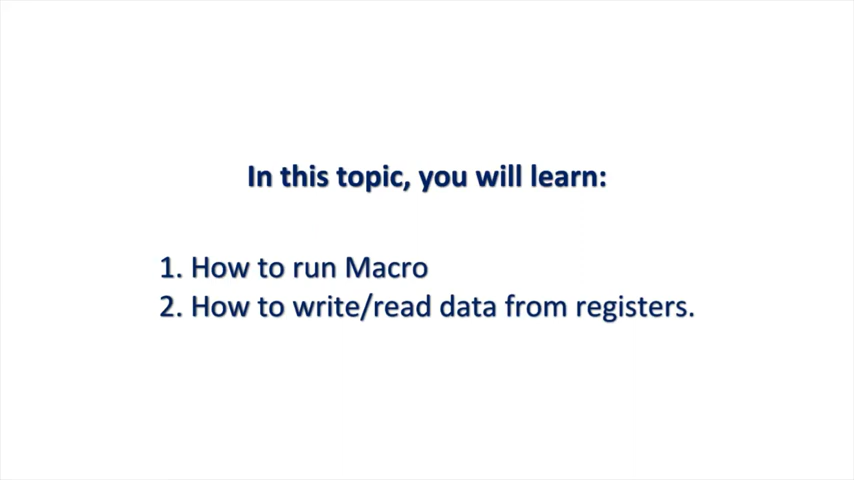 In this topic, you will learn:
1. How to run Macro
2. How to write/read data from registers.